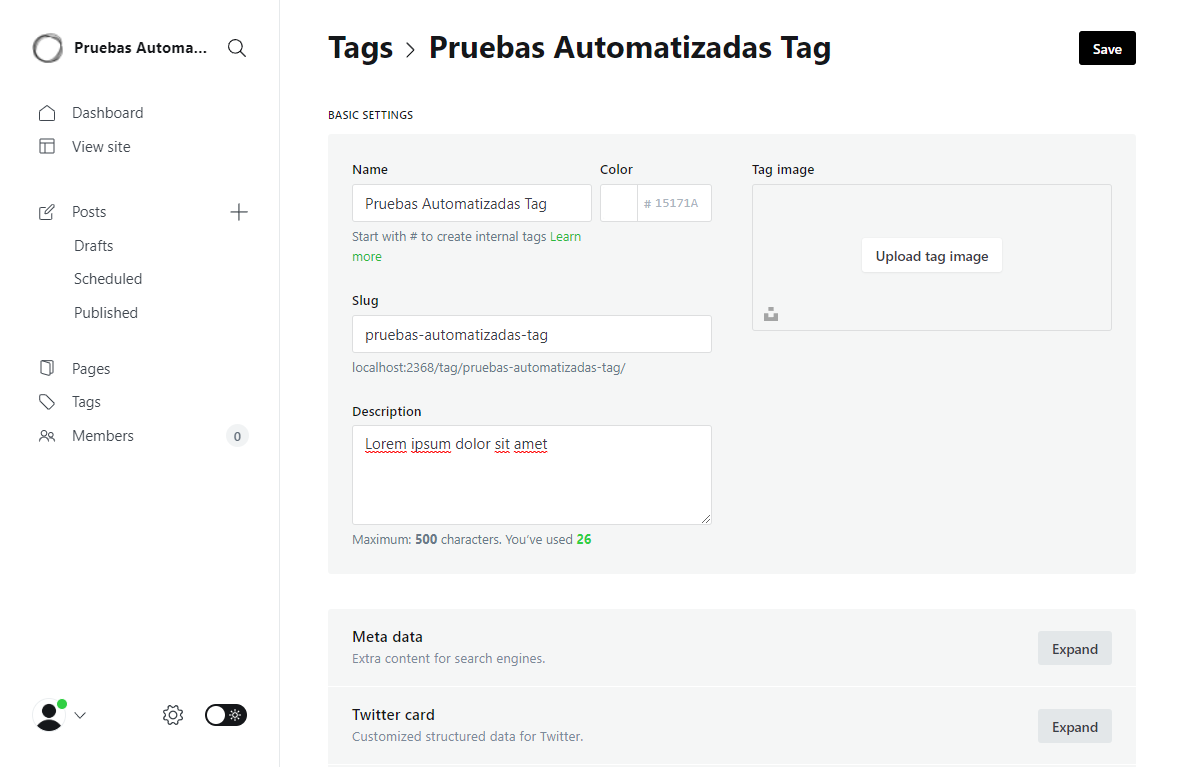 Pruebas Automa...
Dashboard
View site
Posts
Drafts
Scheduled
Published
Pages
Tags
Members
0
Tags > Pruebas Automatizadas Tag
Save
BASIC SETTINGS
Name
Color
Pruebas Automatizadas Tag
# 15171A
Start with # to create internal tags Learn
more
Slug
pruebas-automatizadas-tag
localhost:2368/tag/pruebas-automatizadas-tag/
Description
Lorem ipsum dolor sit amet
Maximum: 500 characters. You’ve used 26
Tag image
Upload tag image
Meta data
Extra content for search engines.
Expand
Twitter card
Customized structured data for Twitter.
Expand